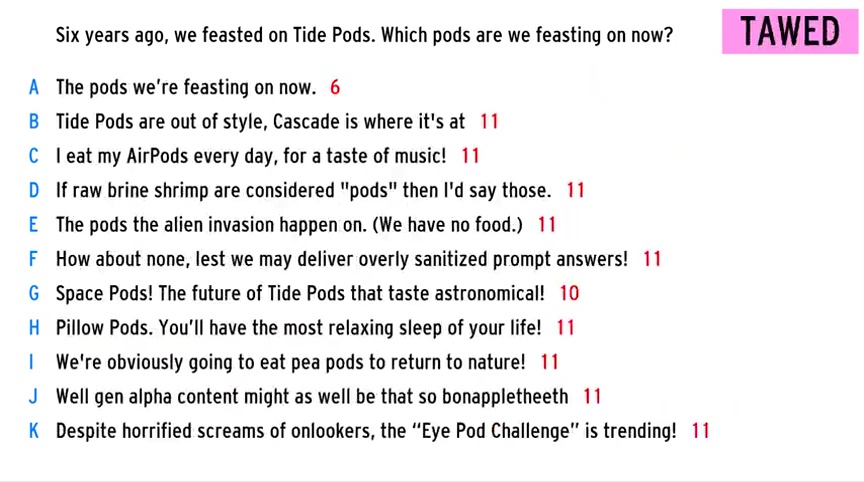 Six years ago, we feasted on Tide Pods. Which pods are we feasting on now?
TAWED
A The pods we're feasting on now. 6
B Tide Pods are out of style, Cascade is where it's at 11
C I eat my AirPods every day, for a taste of music! 11
D If raw brine shrimp are considered "pods" then I'd say those. 11
E The pods the alien invasion happen on. (We have no food.) 11
F How about none, lest we may deliver overly sanitized prompt answers! 11
G Space Pods! The future of Tide Pods that taste astronomical! 10
H Pillow Pods. You'll have the most relaxing sleep of your life! 11
I We're obviously going to eat pea pods to return to nature! 11
J Well gen alpha content might as well be that so bonappletheeth 11
K Despite horrified screams of onlookers, the “Eye Pod Challenge” is trending! 11